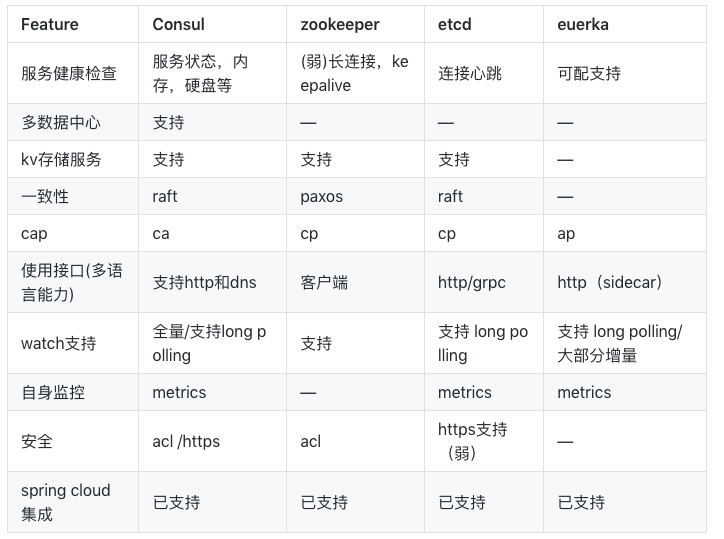 Feature Consul zookeeper etcd euerka
服务健康检查 服务状态，内存，硬盘等 (弱)长连接，keepalive 连接心跳 可配支持
多数据中心 支持 — — —
kv存储服务 支持 支持 支持 —
一致性 raft paxos raft —
cap ca cp cp ap
使用接口(多语言能力) 支持http和dns 客户端 http/grpc http（sidecar）
watch支持 全量/支持long polling 支持 支持 long polling 支持 long polling/大部分增量
自身监控 metrics — metrics metrics
安全 acl /https acl https支持（弱） —
spring cloud集成 已支持 已支持 已支持 已支持